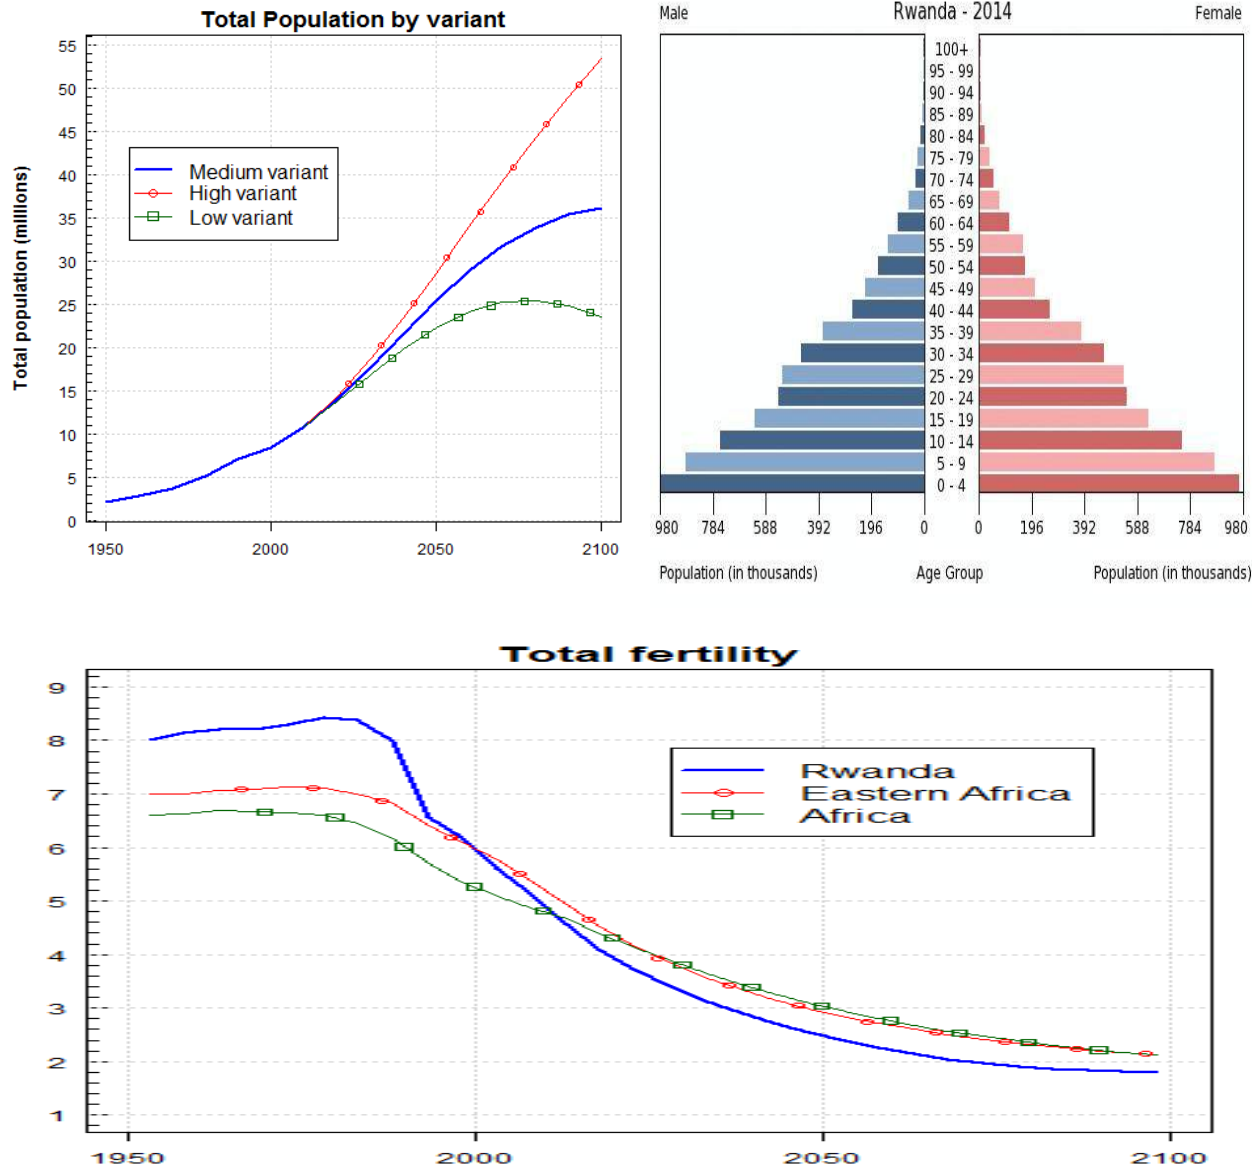 Total Population by variant
Total population (millions)
55
50
45
40
35
30
25
20
15
10
5
0
1950 2000 2050 2100
Medium variant
High variant
Low variant
Male Rwanda - 2014 Female
100+
95 - 99
90 - 94
85 - 89
80 - 84
75 - 79
70 - 74
65 - 69
60 - 64
55 - 59
50 - 54
45 - 49
40 - 44
35 - 39
30 - 34
25 - 29
20 - 24
15 - 19
10 - 14
5 - 9
0 - 4
980 784 588 392 196 0 0 196 392 588 784 980
Population (in thousands) Age Group Population (in thousands)
Total fertility
9
8
7
6
5
4
3
2
1
1950 2000 2050 2100
Rwanda
Eastern Africa
Africa